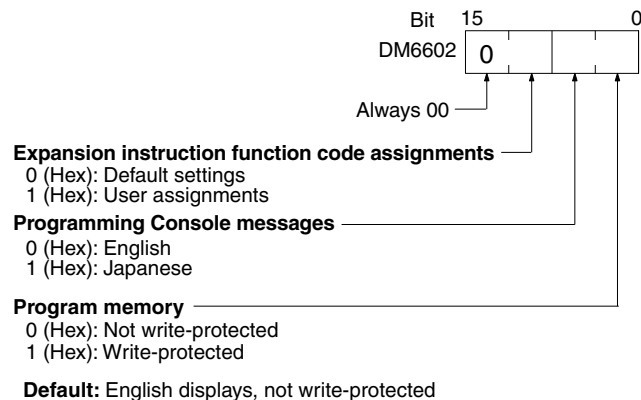 Bit 15 0
DM6602 0
Always 00
Expansion instruction function code assignments
0 (Hex): Default settings
1 (Hex): User assignments
Programming Console messages
0 (Hex): English
1 (Hex): Japanese
Program memory
0 (Hex): Not write-protected
1 (Hex): Write-protected
Default: English displays, not write-protected